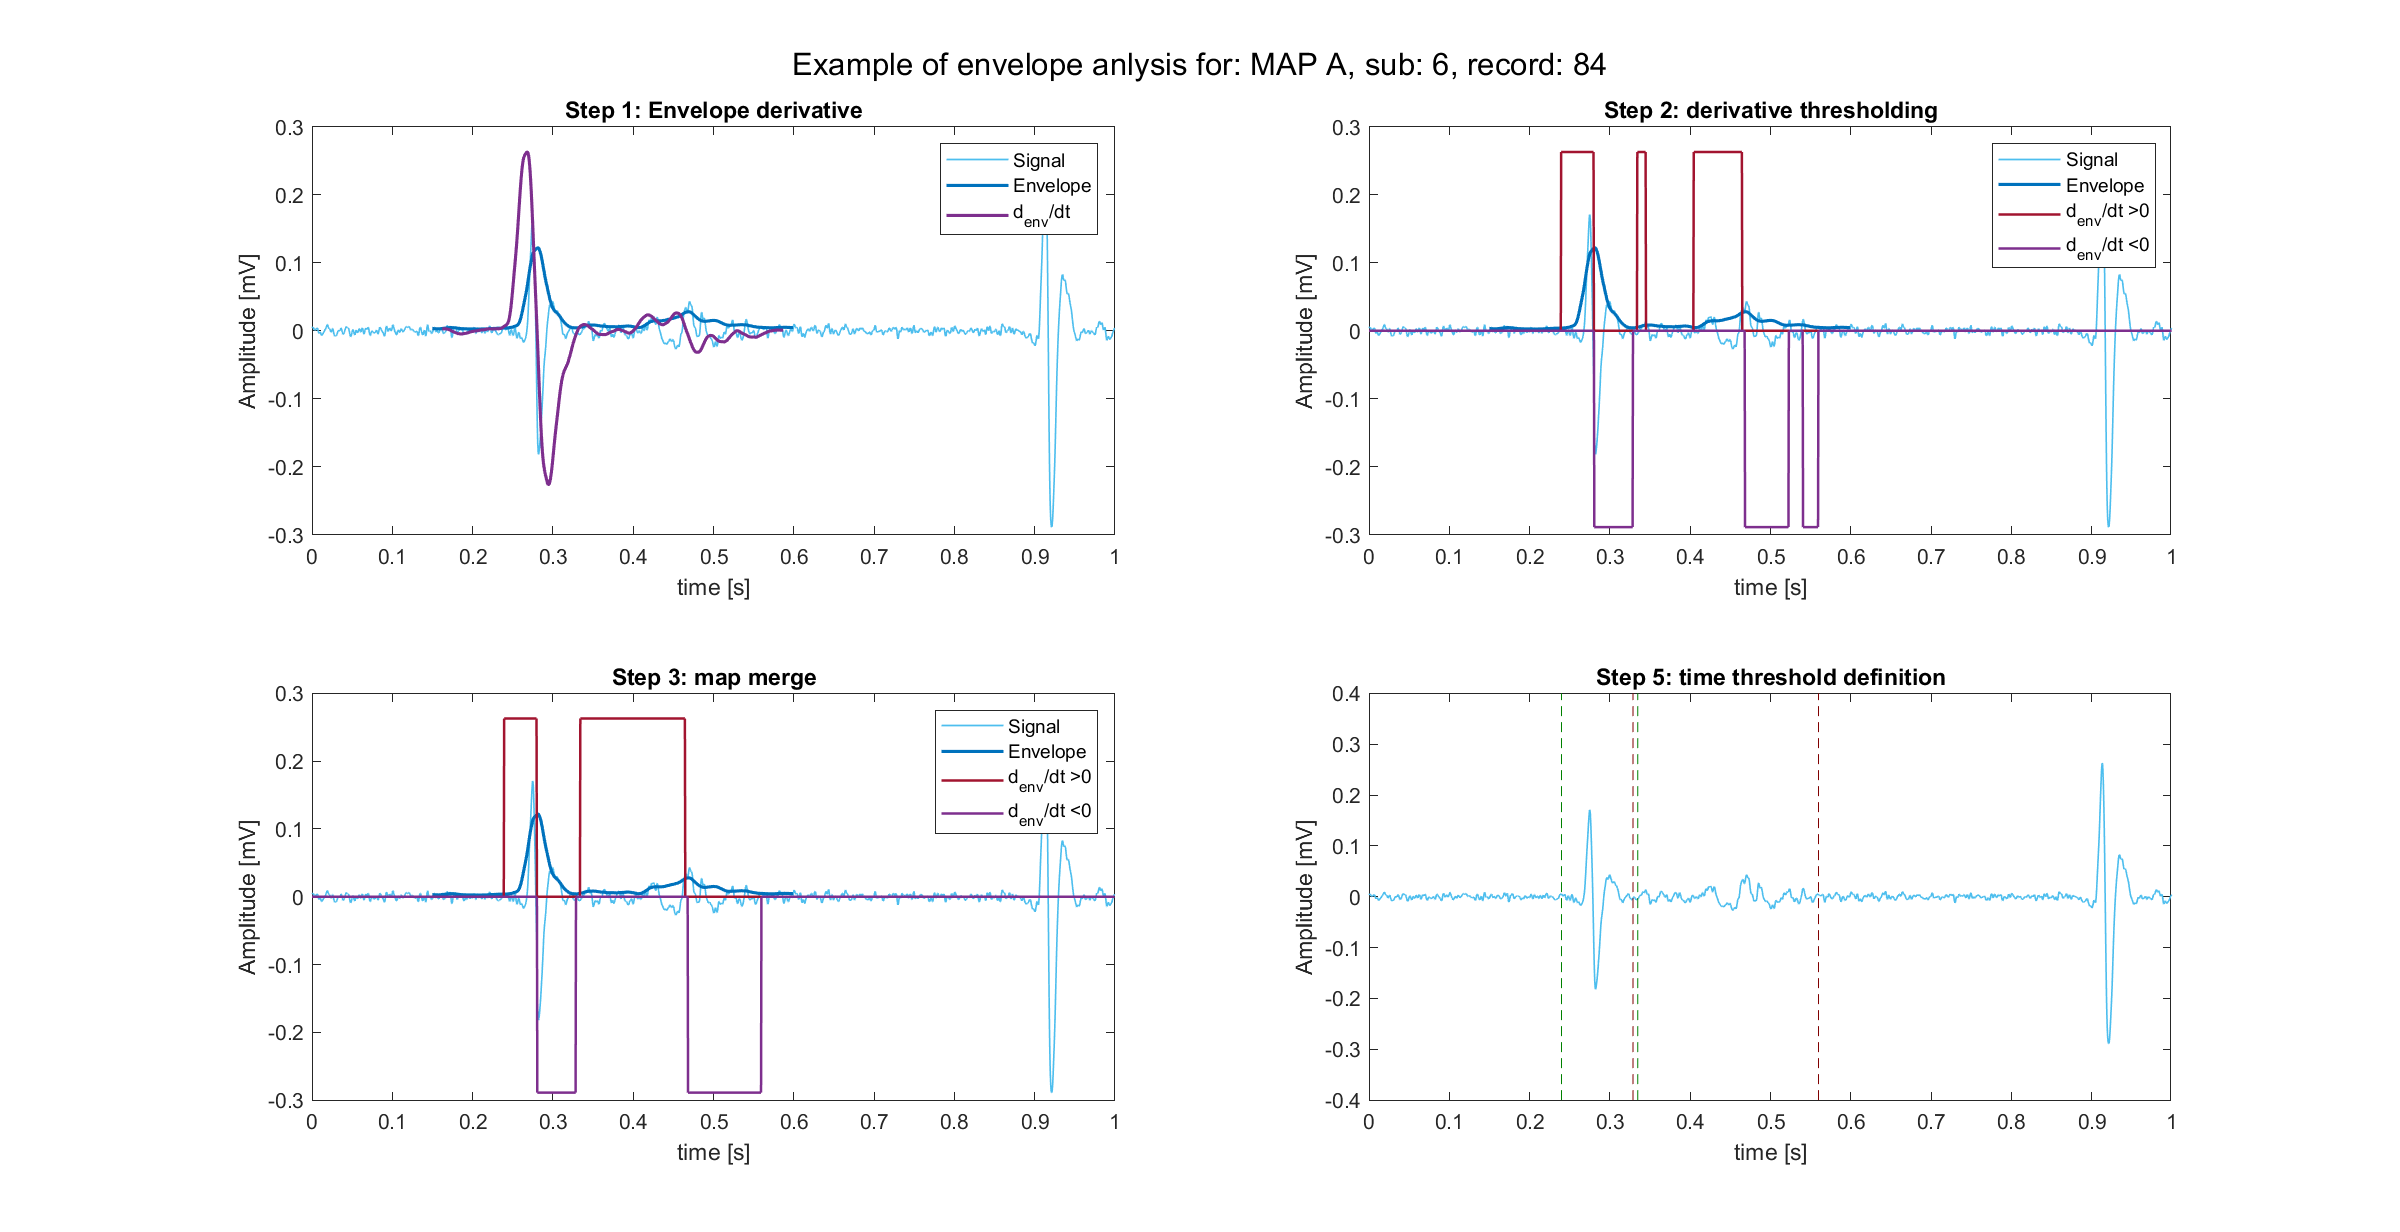 Example of envelope anlysis for: MAP A, sub: 6, record: 84
Step 1: Envelope derivative
0.3
0.2
0.1
0
-0.1
-0.2
-0.3
Amplitude [mV]
0 0.1 0.2 0.3 0.4 0.5 0.6 0.7 0.8 0.9 1
time [s]
Signal
Envelope
d_env/dt
Step 2: derivative thresholding
0.3
0.2
0.1
0
-0.1
-0.2
-0.3
Amplitude [mV]
0 0.1 0.2 0.3 0.4 0.5 0.6 0.7 0.8 0.9 1
time [s]
Signal
Envelope
d_env/dt >0
d_env/dt <0
Step 3: map merge
0.3
0.2
0.1
0
-0.1
-0.2
-0.3
Amplitude [mV]
0 0.1 0.2 0.3 0.4 0.5 0.6 0.7 0.8 0.9 1
time [s]
Signal
Envelope
d_env/dt >0
d_env/dt <0
Step 5: time threshold definition
0.4
0.3
0.2
0.1
0
-0.1
-0.2
-0.3
-0.4
Amplitude [mV]
0 0.1 0.2 0.3 0.4 0.5 0.6 0.7 0.8 0.9 1
time [s]